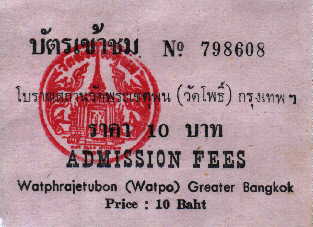 บัตรเข้าชม Nº 798608
โบราณสถานวัดพระเชตุพน (วัดโพธิ์) กรุงเทพฯ
ราคา 10 บาท
ADMISSION FEES
Watphrajetubon (Watpo) Greater Bangkok
Price : 10 Baht